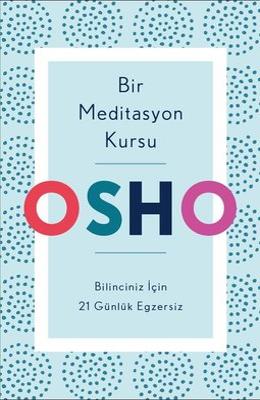 Bir
Meditasyon
Kursu
OSHO
Bilinciniz İçin
21 Günlük Egzersiz